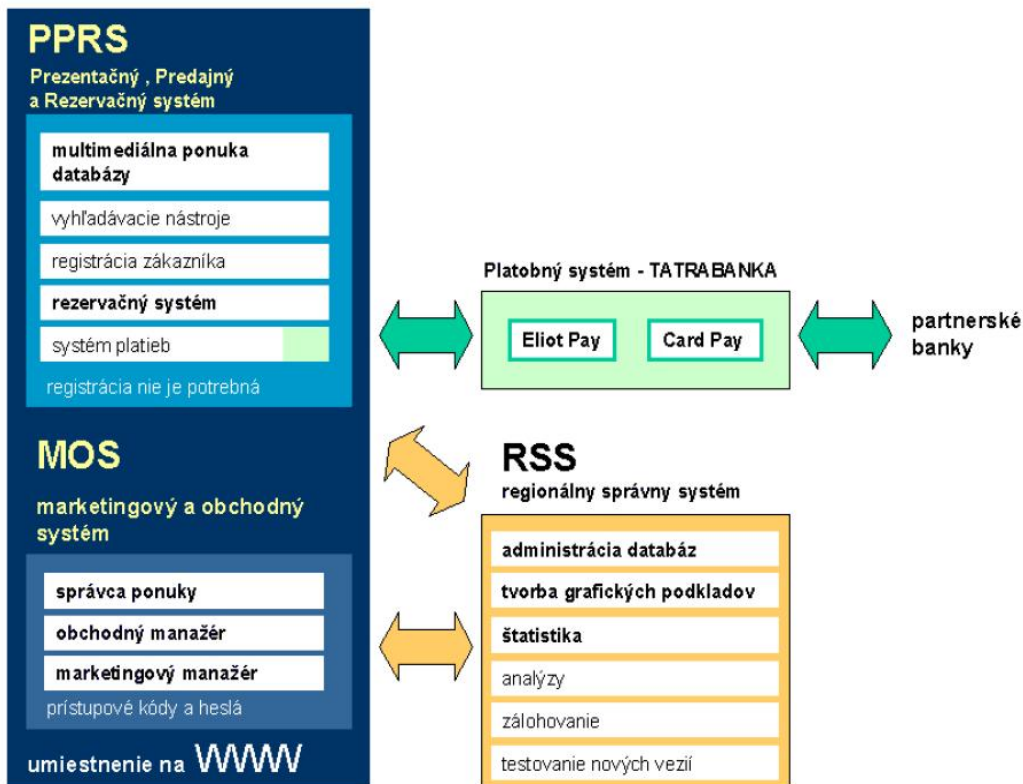 PPRS
Prezentačný , Predajný
a Rezervačný systém
multimediálna ponuka
databázy
vyhľadávacie nástroje
registrácia zákazníka
rezervačný systém
systém platieb
registrácia nie je potrebná
Platobný systém - TATRABANKA
Eliot Pay
Card Pay
partnerské
banky
MOS
marketingový a obchodný
systém
správca ponuky
obchodný manažér
marketingový manažér
prístupové kódy a heslá
umiestnenie na WWW
RSS
regionálny správny systém
administrácia databáz
tvorba grafických podkladov
štatistika
analýzy
zálohovanie
testovanie nových vezií